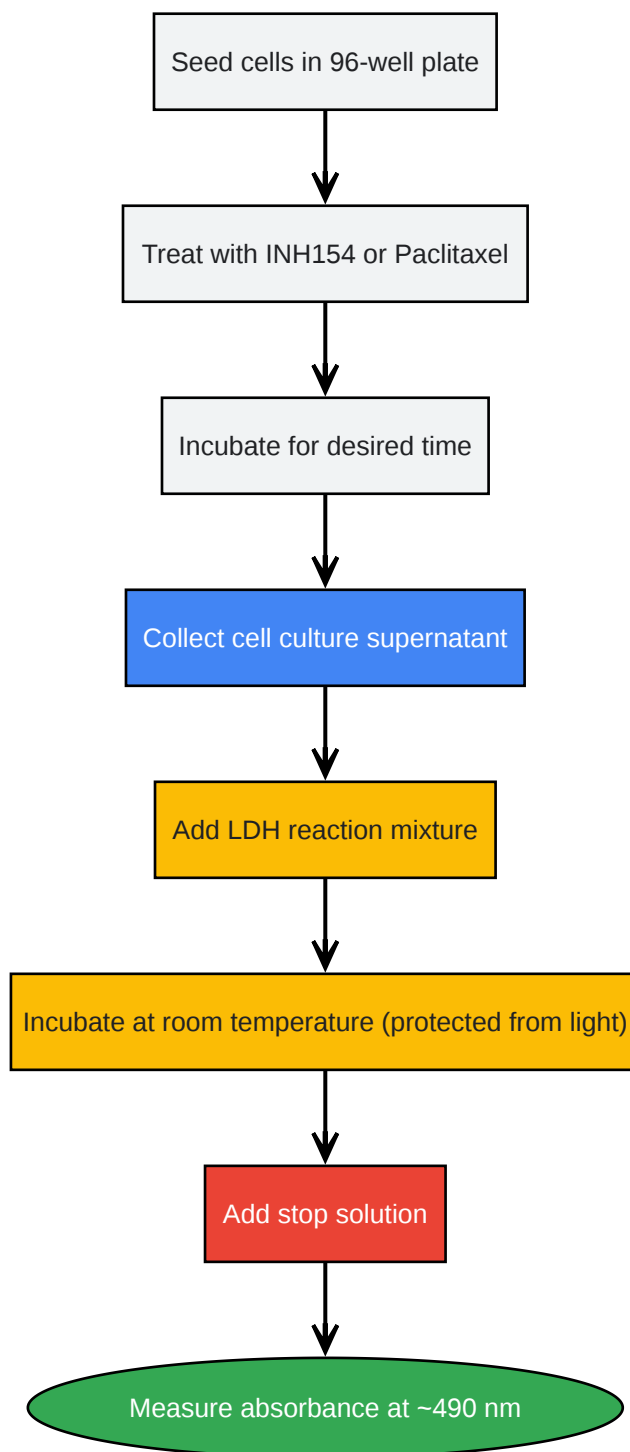 Seed cells in 96-well plate
Treat with INH154 or Paclitaxel
Incubate for desired time
Collect cell culture supernatant
Add LDH reaction mixture
Incubate at room temperature (protected from light)
Add stop solution
Measure absorbance at ~490 nm